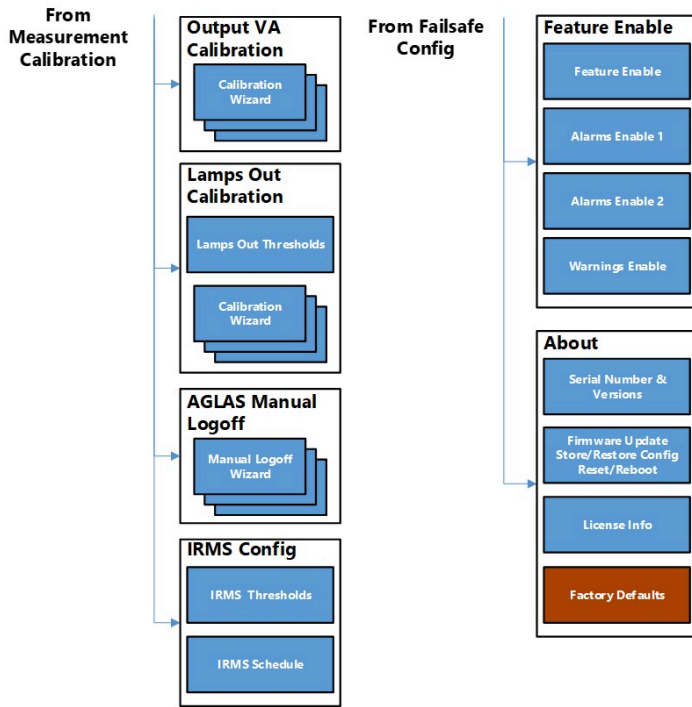 From
Measurement
Calibration
Output VA
Calibration
Calibration
Wizard
Lamps Out
Calibration
Lamps Out Thresholds
Calibration
Wizard
AGLAS Manual
Logoff
Manual Logoff
Wizard
IRMS Config
IRMS Thresholds
IRMS Schedule
From Failsafe
Config
Feature Enable
Feature Enable
Alarms Enable 1
Alarms Enable 2
Warnings Enable
About
Serial Number &
Versions
Firmware Update
Store/Restore Config
Reset/Reboot
License Info
Factory Defaults